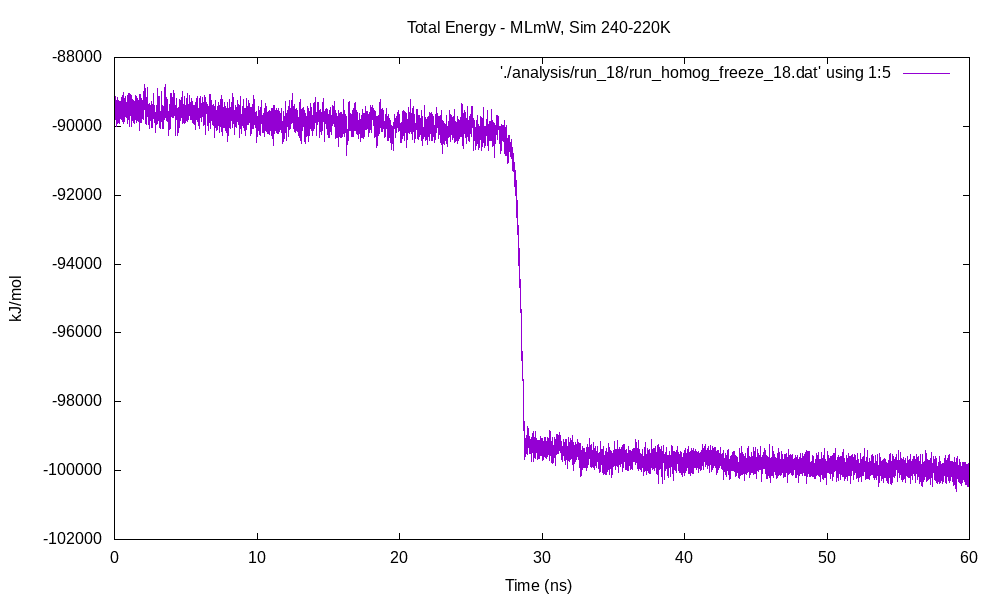 Total Energy - MLmW, Sim 240-220K
'./analysis/run_18/run_homog_freeze_18.dat' using 1:5
-88000
-90000
-92000
-94000
-96000
-98000
-100000
-102000
kJ/mol
0 10 20 30 40 50 60
Time (ns)